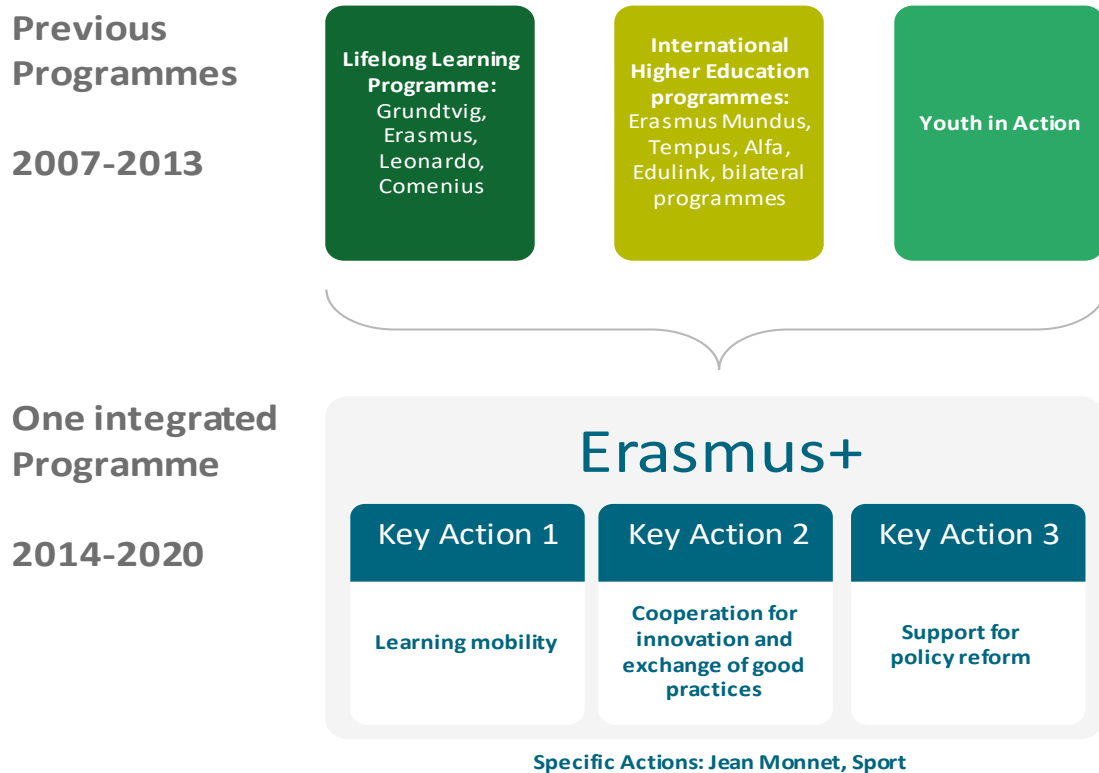 Previous
Programmes
2007-2013
Lifelong Learning
Programme:
Grundtvig,
Erasmus,
Leonardo,
Comenius
International
Higher Education
programmes:
Erasmus Mundus,
Tempus, Alfa,
Edulink, bilateral
programmes
Youth in Action
One integrated
Programme
2014-2020
Erasmus+
Key Action 1
Learning mobility
Key Action 2
Cooperation for
innovation and
exchange of good
practices
Key Action 3
Support for
policy reform
Specific Actions: Jean Monnet, Sport